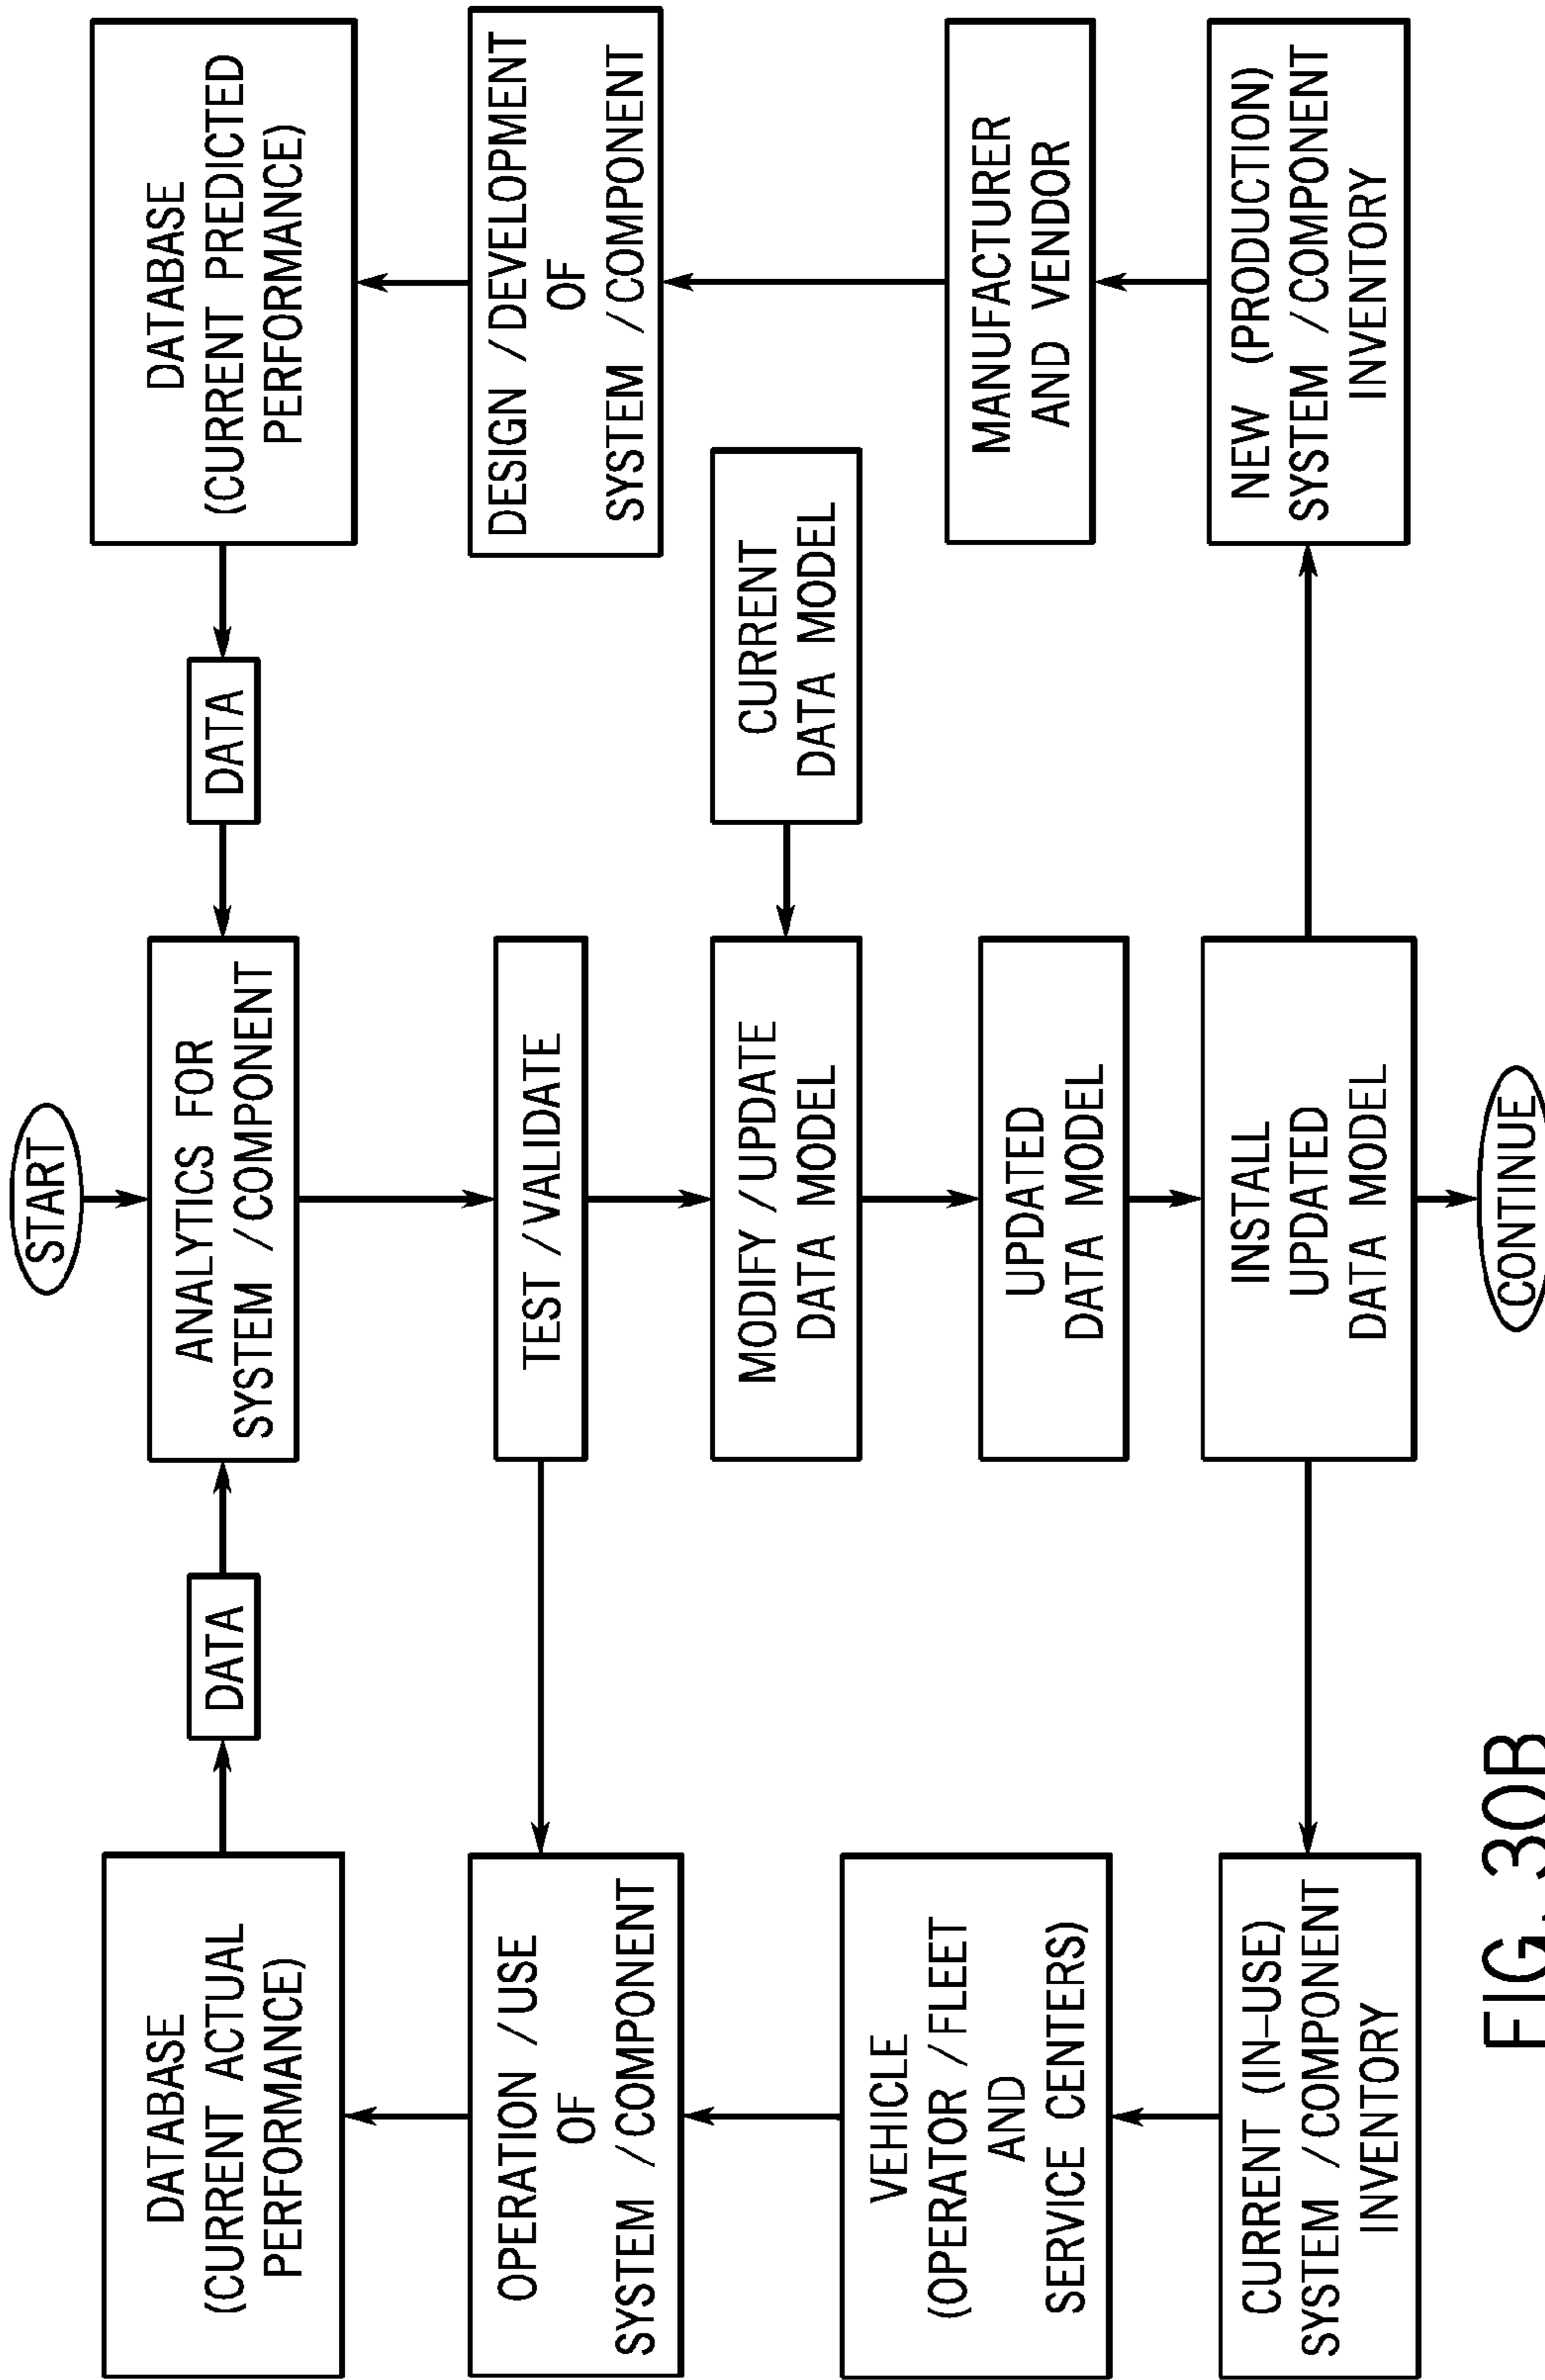 START
DATABASE
(CURRENT ACTUAL
PERFORMANCE)
DATA
ANALYTICS FOR
SYSTEM / COMPONENT
DATA
DATABASE
(CURRENT PREDICTED
PERFORMANCE)
OPERATION / USE
OF
SYSTEM / COMPONENT
TEST / VALIDATE
DESIGN / DEVELOPMENT
OF
SYSTEM / COMPONENT
MODIFY / UPDATE
DATA MODEL
CURRENT
DATA MODEL
VEHICLE
(OPERATOR / FLEET
AND
SERVICE CENTERS)
UPDATED
DATA MODEL
MANUFACTURER
AND VENDOR
CURRENT (IN-USE)
SYSTEM / COMPONENT
INVENTORY
INSTALL
UPDATED
DATA MODEL
NEW (PRODUCTION)
SYSTEM / COMPONENT
INVENTORY
CONTINUE
FIG. 30B